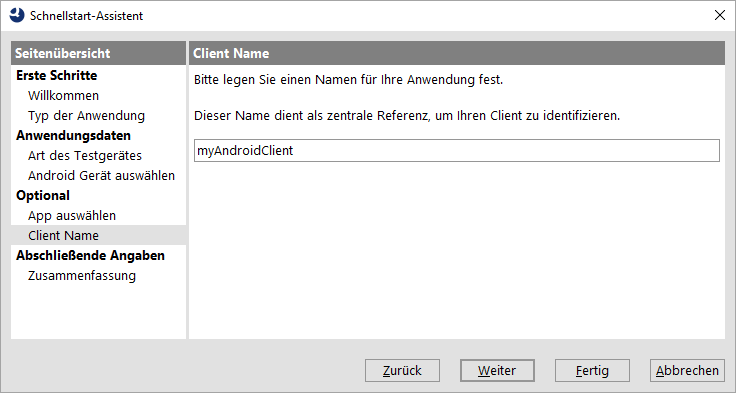 Schnellstart-Assistent
Seitenübersicht
Erste Schritte
Willkommen
Typ der Anwendung
Anwendungsdaten
Art des Testgerätes
Android Gerät auswählen
Optional
App auswählen
Client Name
Abschließende Angaben
Zusammenfassung
Client Name
Bitte legen Sie einen Namen für Ihre Anwendung fest.
Dieser Name dient als zentrale Referenz, um Ihren Client zu identifizieren.
myAndroidClient
Zurück
Weiter
Fertig
Abbrechen